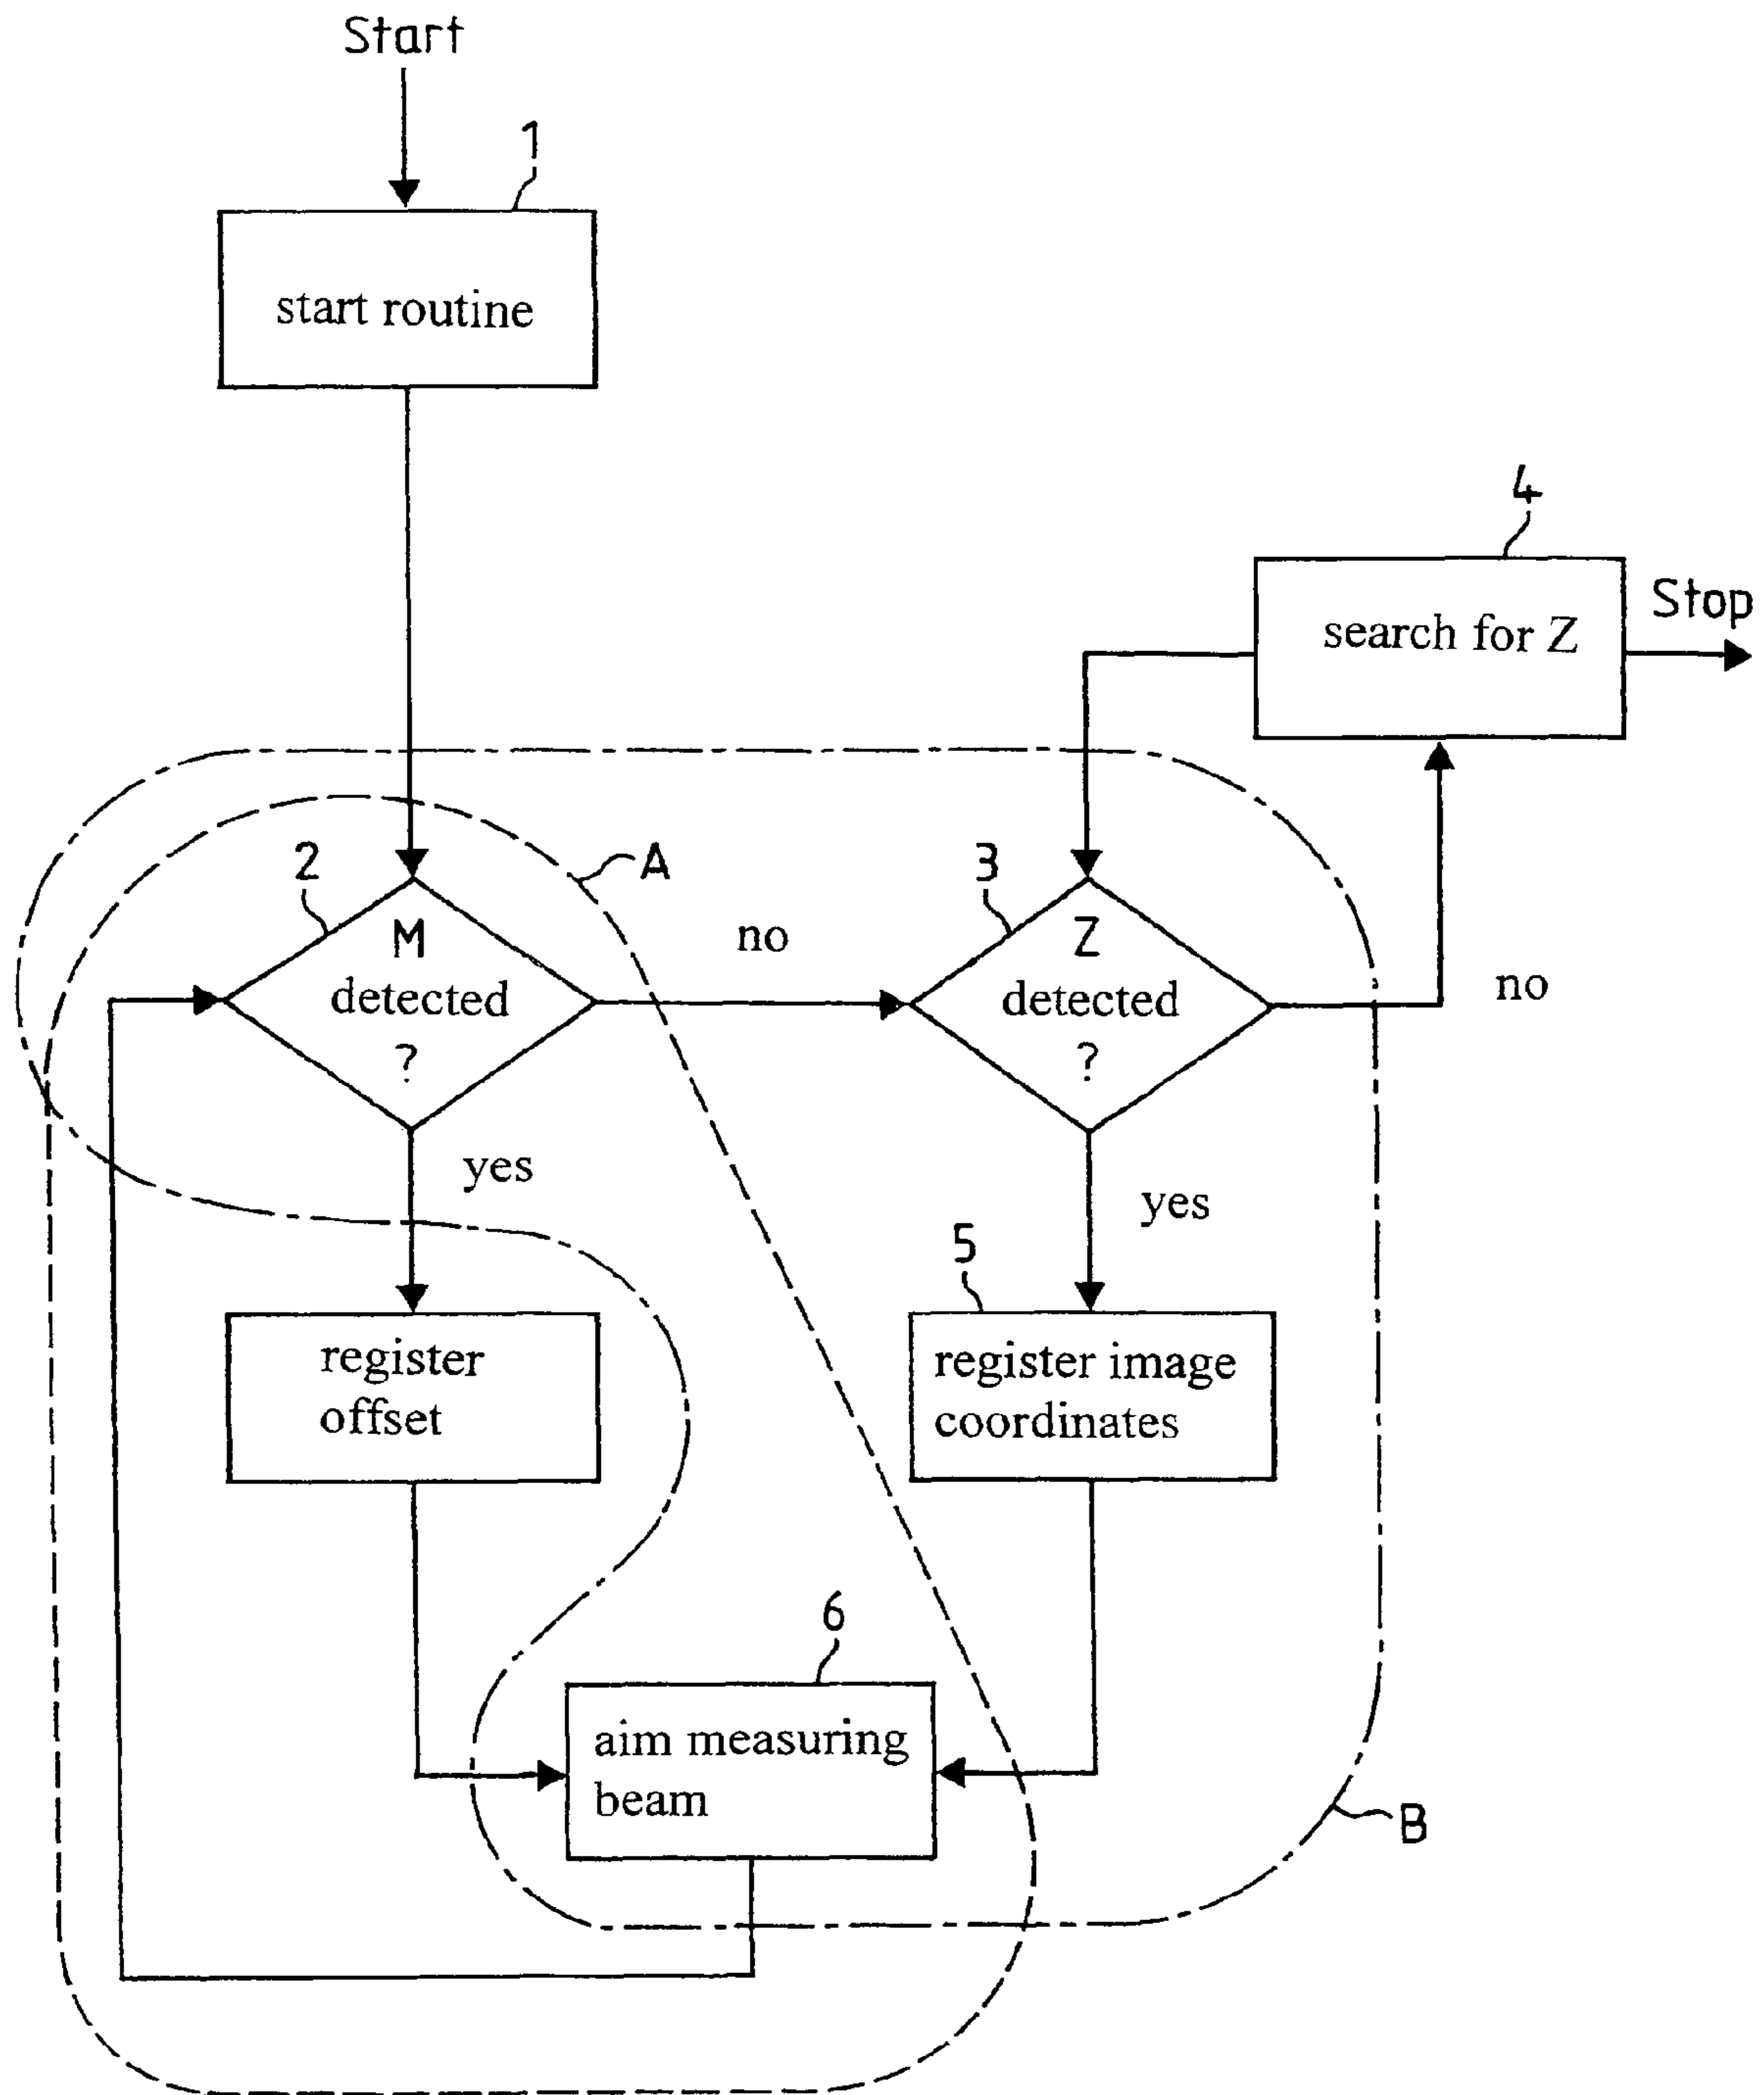 Start
1
start routine
4
search for Z
Stop
2
A
3
M
detected
?
no
Z
detected
?
no
yes
yes
5
register
offset
register image
coordinates
6
aim measuring
beam
B